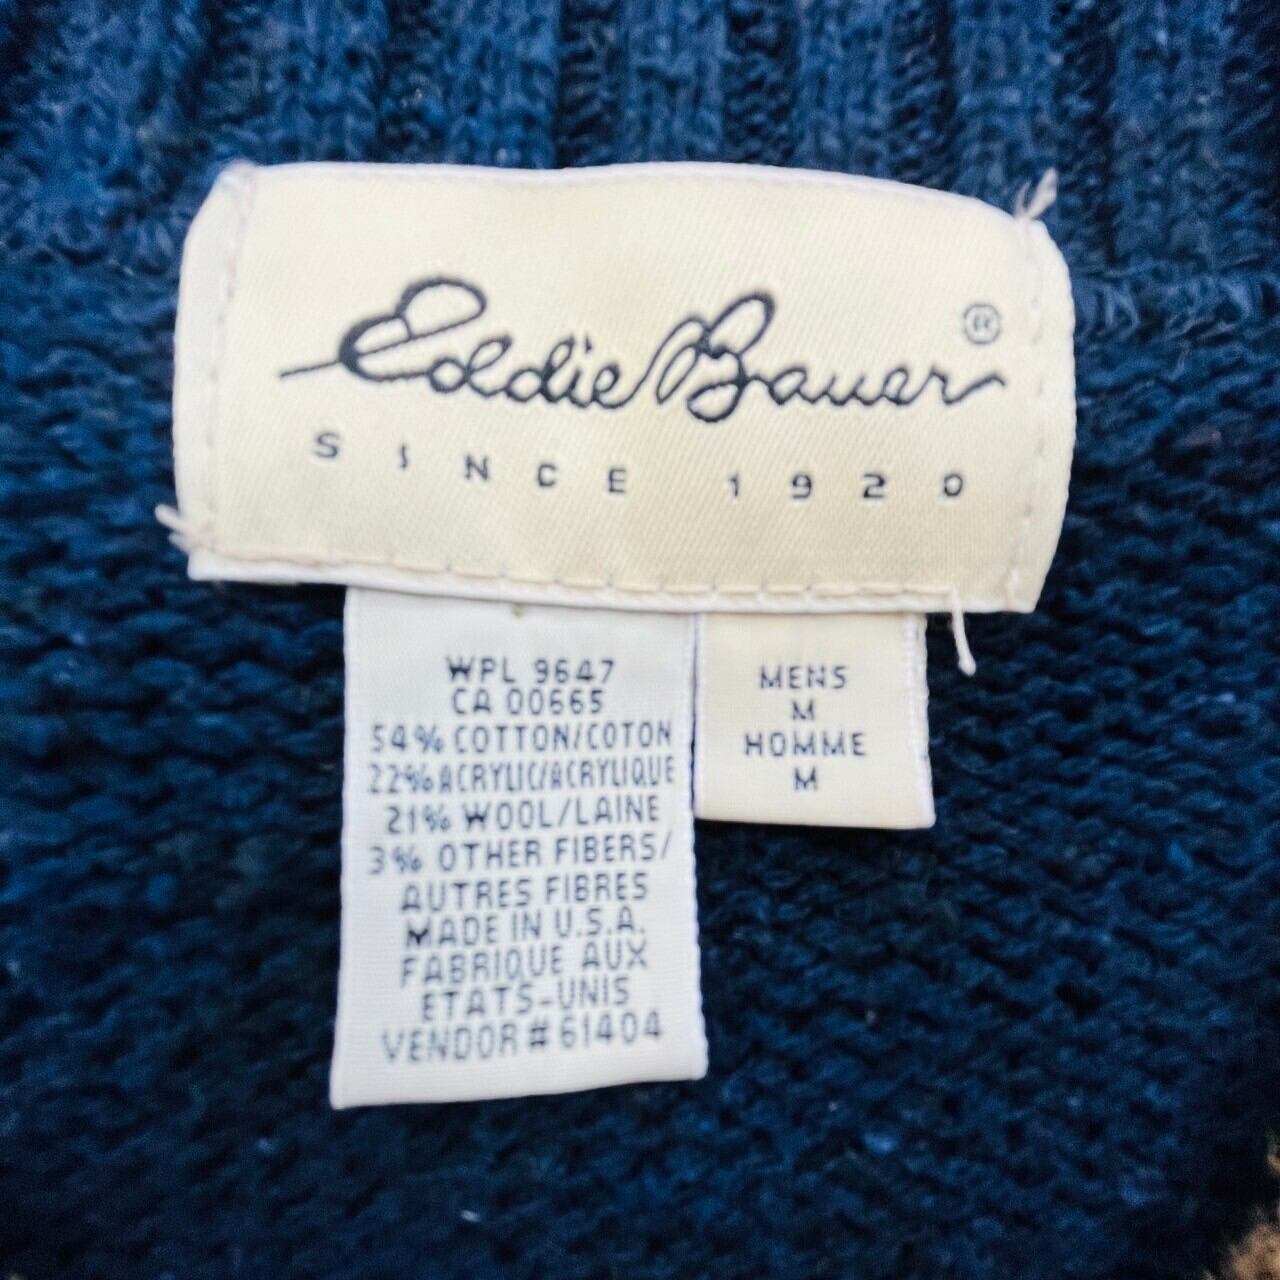 Eddie Bauer®
SINCE 1920
WPL 9647
CA 00665
54% COTTON/COTON
22% ACRYLIC/ACRYLIQUE
21% WOOL/LAINE
3% OTHER FIBERS/
AUTRES FIBRES
MADE IN U.S.A.
FABRIQUE AUX
ETATS-UNIS
VENDOR # 61404
MENS
M
HOMME
M